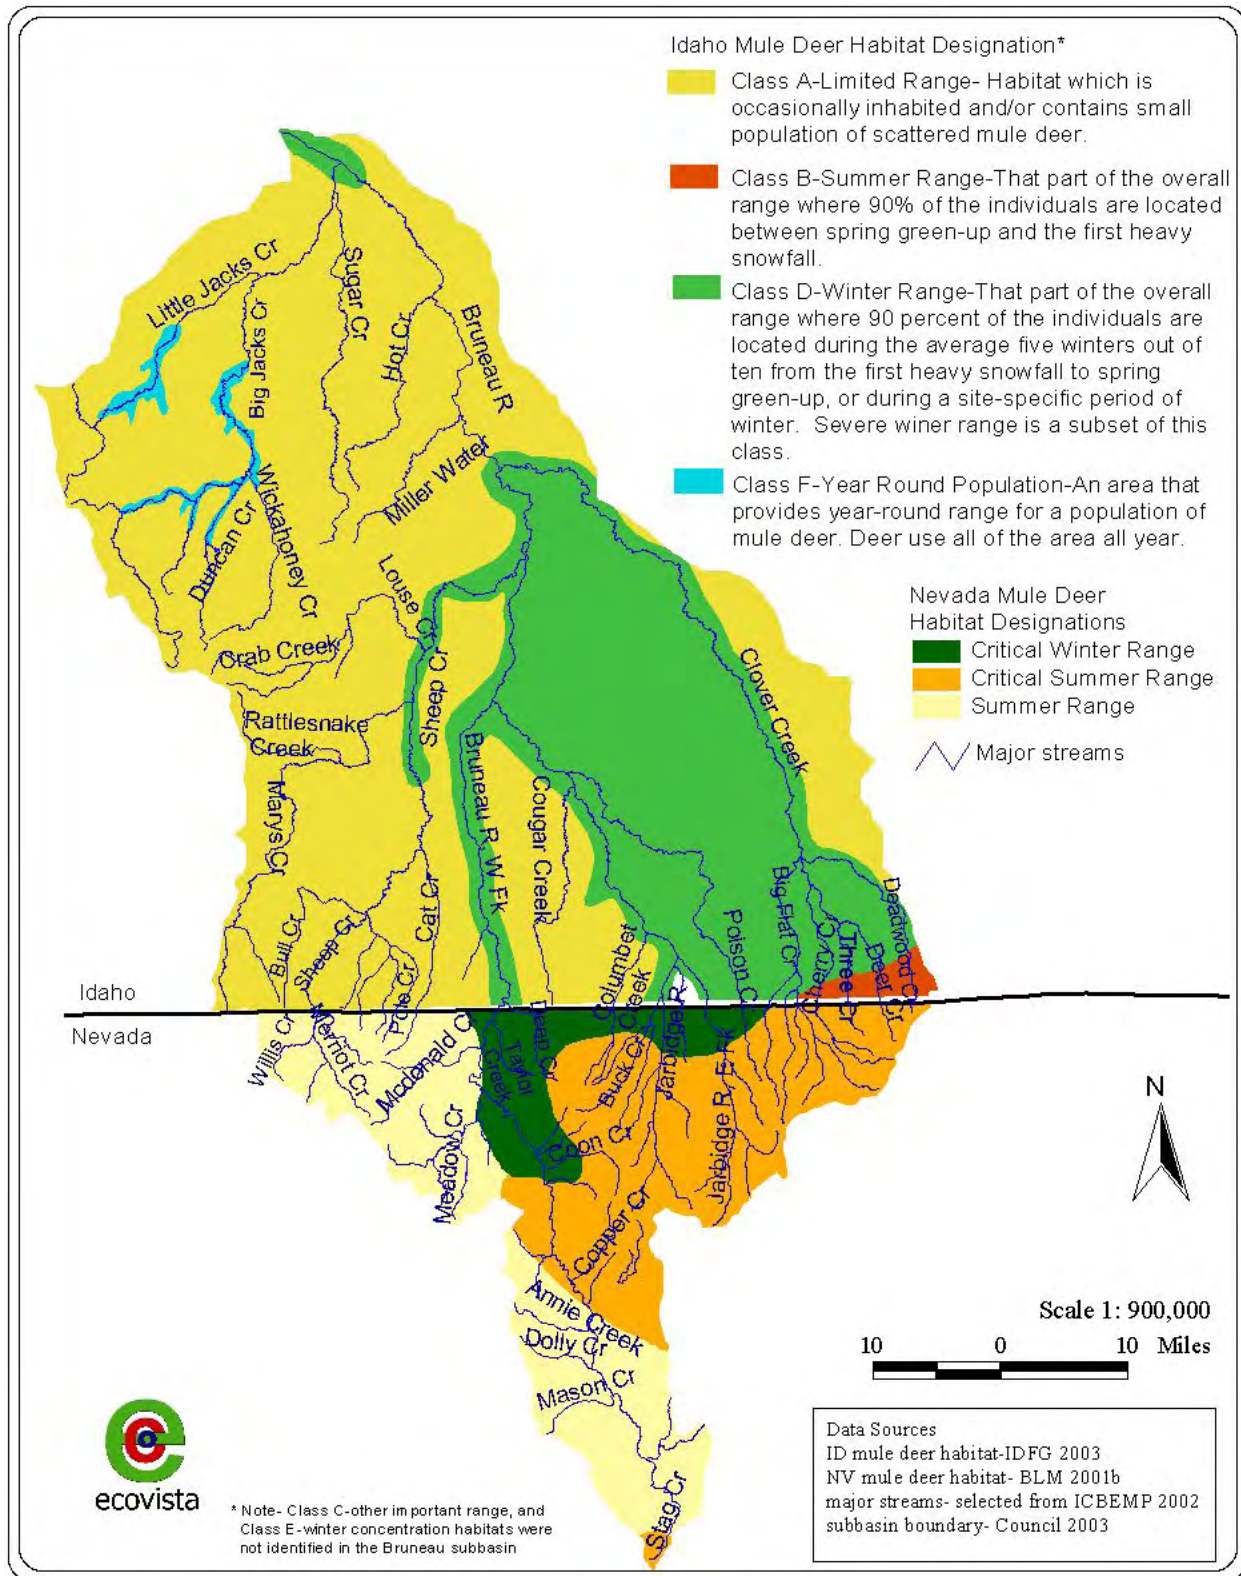 Idaho Mule Deer Habitat Designation*
Class A-Limited Range- Habitat which is
occasionally inhabited and/or contains small
population of scattered mule deer.
Class B-Summer Range-That part of the overall
range where 90% of the individuals are located
between spring green-up and the first heavy
snowfall.
Class D-Winter Range-That part of the overall
range where 90 percent of the individuals are
located during the average five winters out of
ten from the first heavy snowfall to spring
green-up, or during a site-specific period of
winter. Severe winer range is a subset of this
class.
Class F-Year Round Population-An area that
provides year-round range for a population of
mule deer. Deer use all of the area all year.
Nevada Mule Deer
Habitat Designations
Critical Winter Range
Critical Summer Range
Summer Range
Major streams
Little Jacks Cr
Big Jacks Cr
Sugar Cr
Hot Cr
Bruneau R
Miller Water
Wickahoney Cr
Duncan Cr
Louse Cr
Crab Creek
Sheep Cr
Rattlesnake
Creek
Marys Cr
Bruneau R W Fk
Cougar Creek
Clover Creek
Cat Cr
Bull Cr
Sheep Cr
Pole Cr
Columbet
Creek
Poison Cr
Big Flat Cr
Cherry Cr
Three Cr
Deer Cr
Deadwood Cr
Idaho
Nevada
Willis Cr
Merriot Cr
Mcdonald Cr
Meadow Cr
Taylor
Creek
Dean Cr
Buck Cr
Jarbidge R
Jarbidge R E Fk
Coon Cr
Copper Cr
Annie Creek
Dolly Cr
Mason Cr
Stag Cr
N
Scale 1: 900,000
10 0 10 Miles
ecovista
* Note- Class C-other important range, and
Class E-winter concentration habitats were
not identified in the Bruneau subbasin
Data Sources
ID mule deer habitat-IDFG 2003
NV mule deer habitat- BLM 2001b
major streams- selected from ICBEMP 2002
subbasin boundary- Council 2003